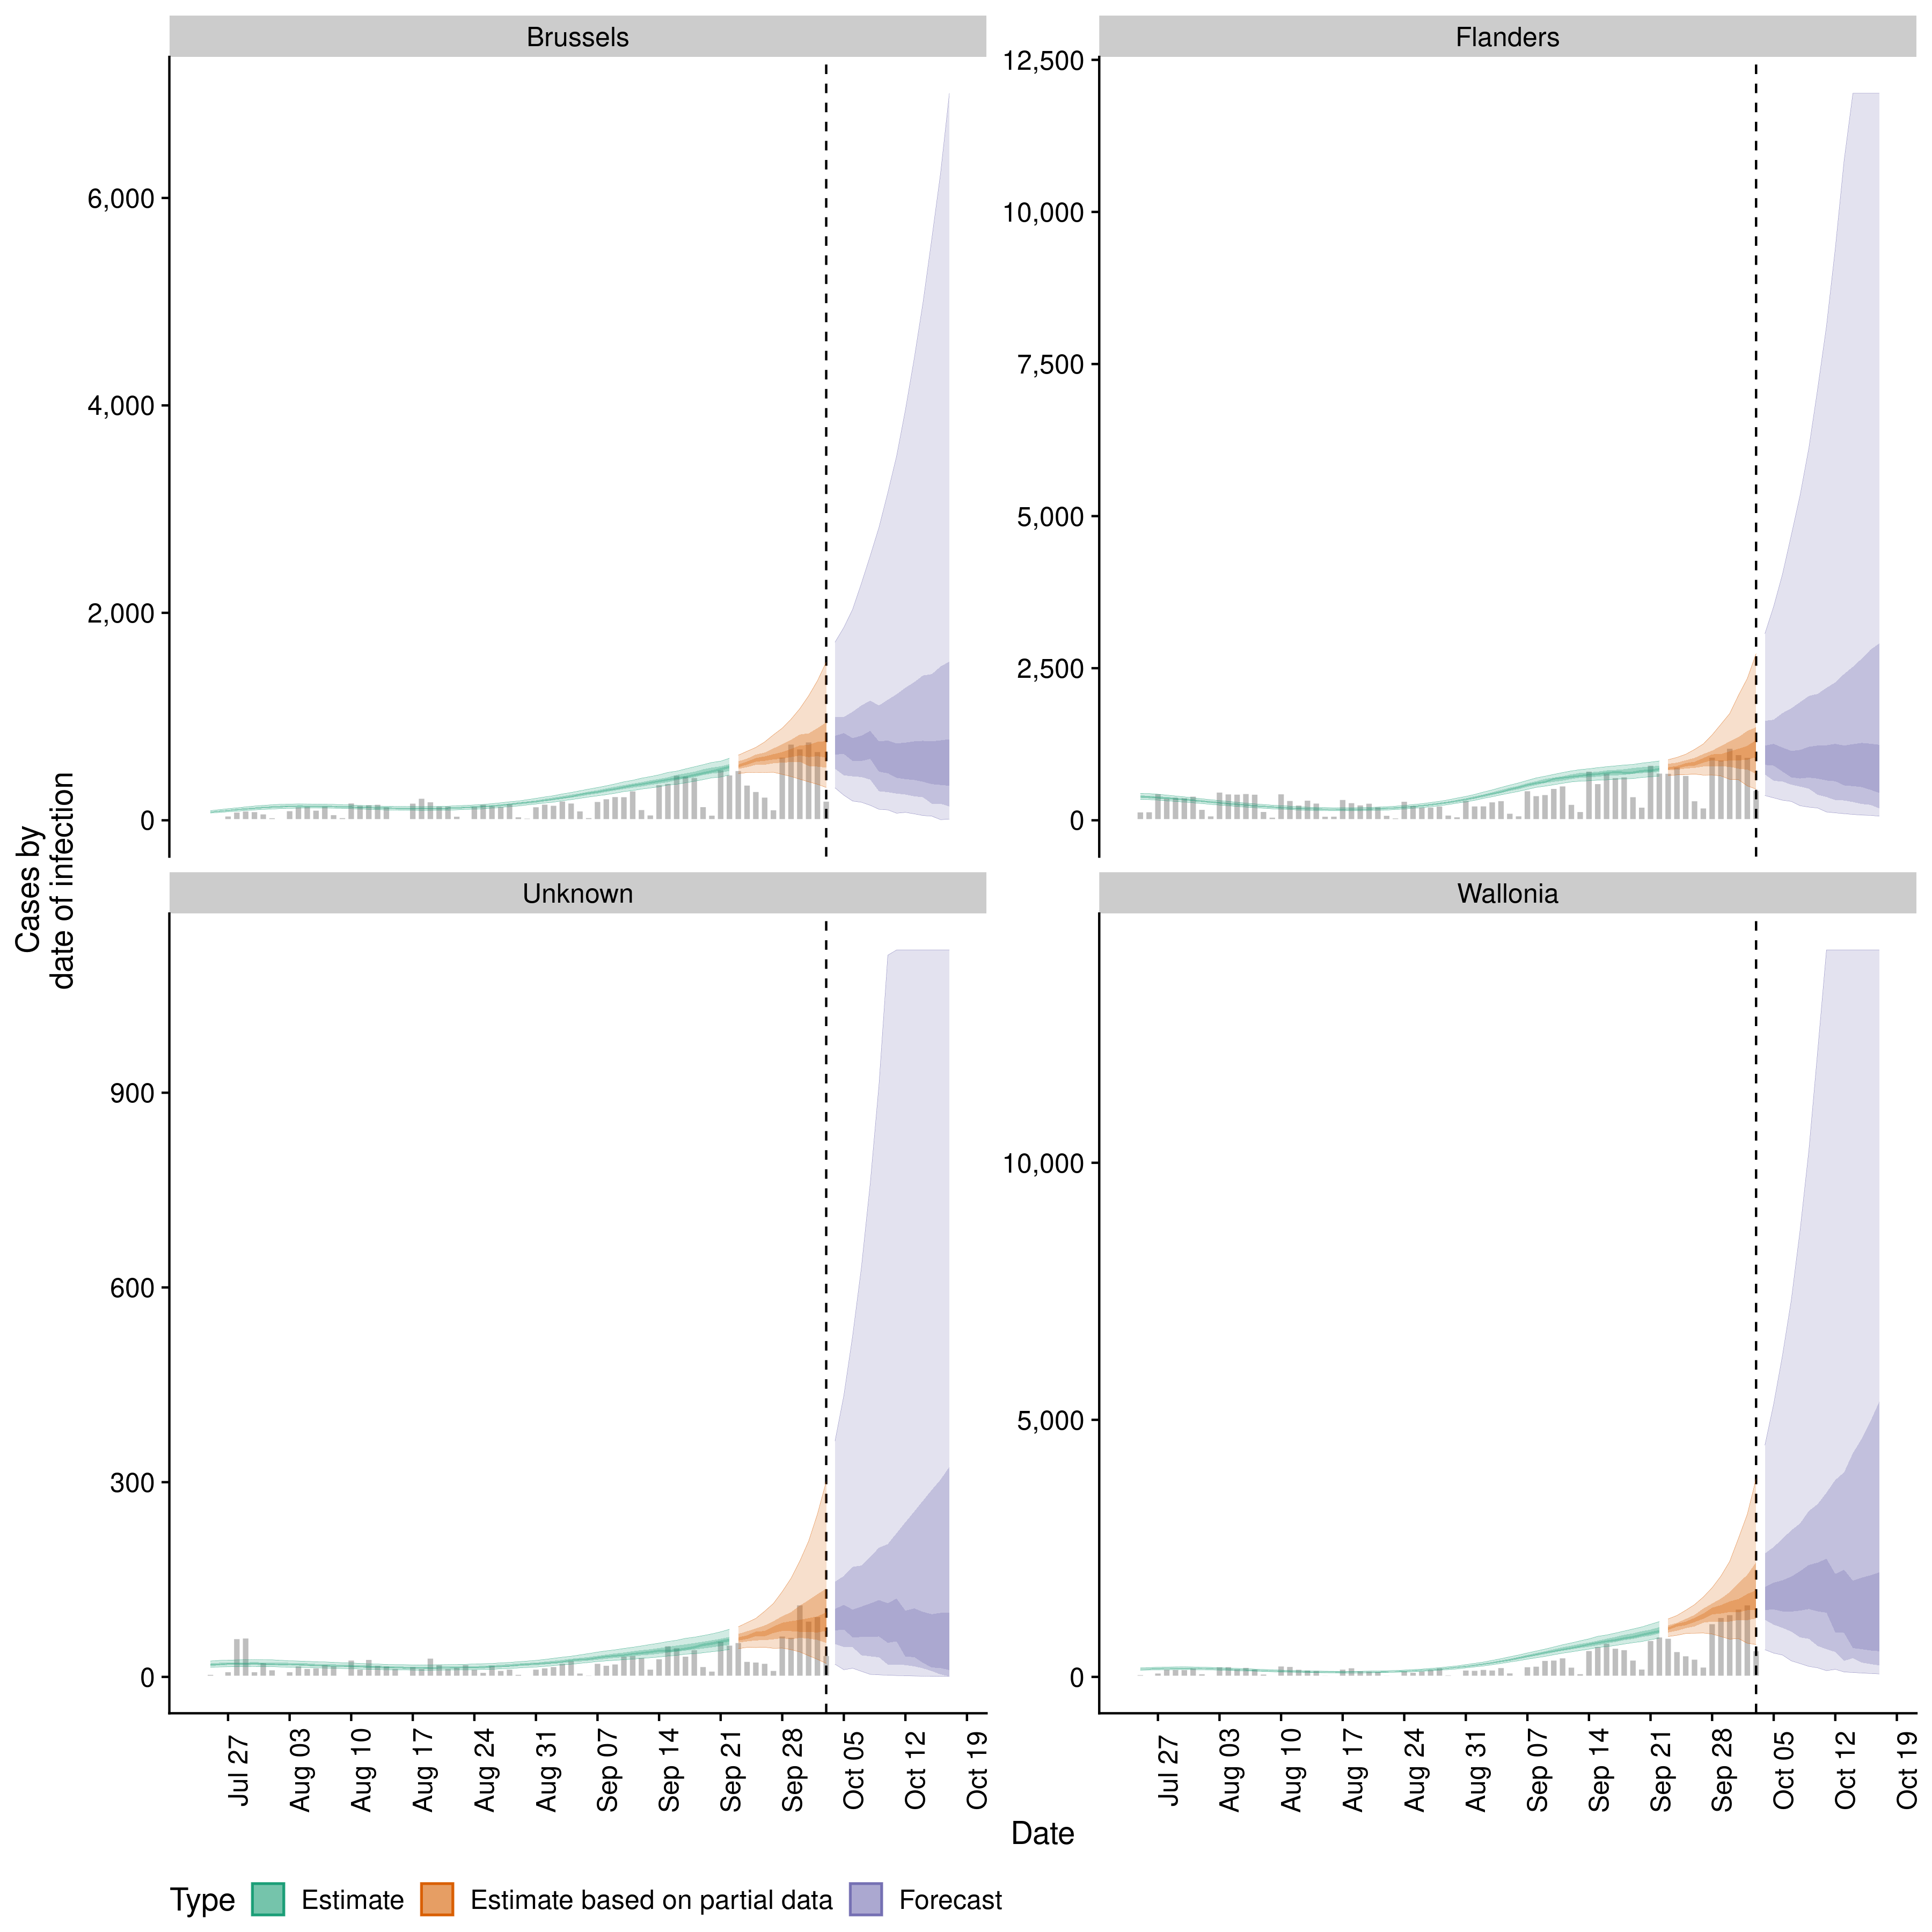 Brussels
Flanders
12,500
10,000
7,500
5,000
2,500
0
6,000
4,000
2,000
0
Cases by
date of infection
Unknown
Wallonia
900
600
300
0
10,000
5,000
0
Jul 27
Aug 03
Aug 10
Aug 17
Aug 24
Aug 31
Sep 07
Sep 14
Sep 21
Sep 28
Oct 05
Oct 12
Oct 19
Jul 27
Aug 03
Aug 10
Aug 17
Aug 24
Aug 31
Sep 07
Sep 14
Sep 21
Sep 28
Oct 05
Oct 12
Oct 19
Date
Type Estimate Estimate based on partial data Forecast